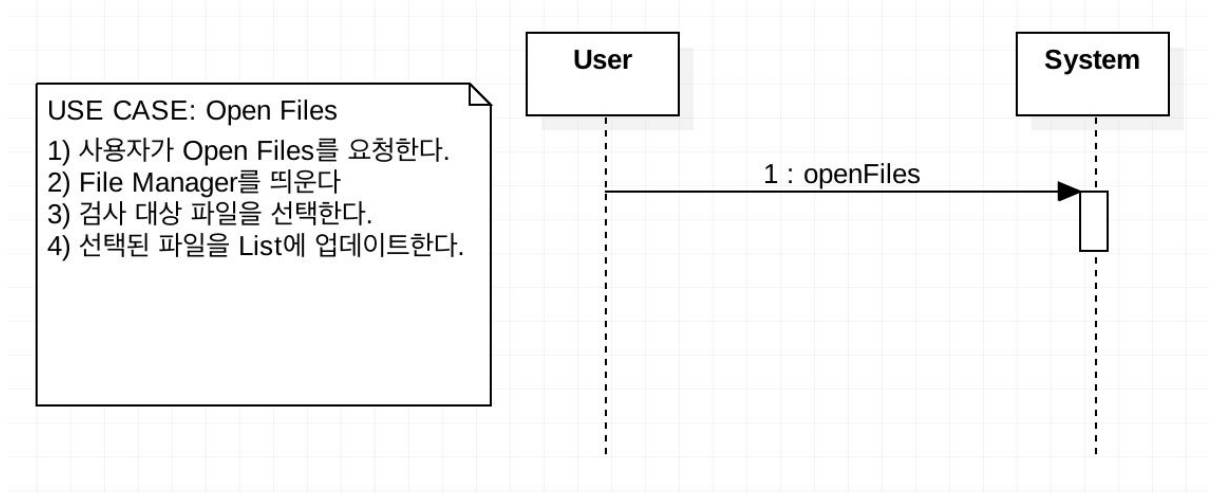 USE CASE: Open Files
1) 사용자가 Open Files를 요청한다.
2) File Manager를 띄운다
3) 검사 대상 파일을 선택한다.
4) 선택된 파일을 List에 업데이트한다.
User
System
1 : openFiles